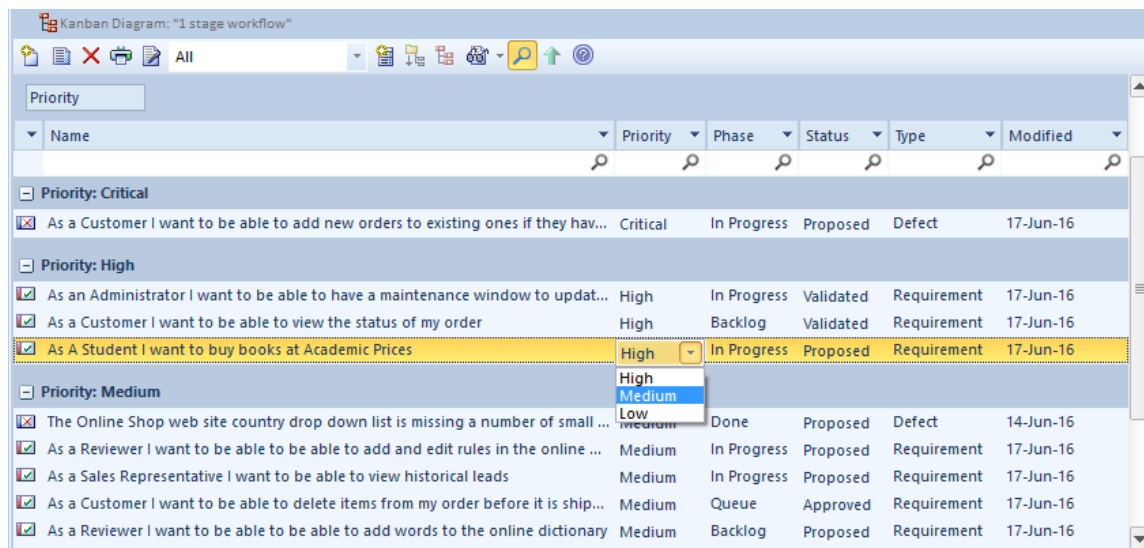 Kanban Diagram: "1 stage workflow"
All
Priority
Name Priority Phase Status Type Modified
Priority: Critical
As a Customer I want to be able to add new orders to existing ones if they hav... Critical In Progress Proposed Defect 17-Jun-16
Priority: High
As an Administrator I want to be able to have a maintenance window to updat... High In Progress Validated Requirement 17-Jun-16
As a Customer I want to be able to view the status of my order High Backlog Validated Requirement 17-Jun-16
As A Student I want to buy books at Academic Prices High In Progress Proposed Requirement 17-Jun-16
High
Medium
Low
Priority: Medium
The Online Shop web site country drop down list is missing a number of small ... Medium Done Proposed Defect 14-Jun-16
As a Reviewer I want to be able to be able to add and edit rules in the online ... Medium In Progress Proposed Requirement 17-Jun-16
As a Sales Representative I want to be able to view historical leads Medium In Progress Proposed Requirement 17-Jun-16
As a Customer I want to be able to delete items from my order before it is ship... Medium Queue Approved Requirement 17-Jun-16
As a Reviewer I want to be able to be able to add words to the online dictionary Medium Backlog Proposed Requirement 17-Jun-16